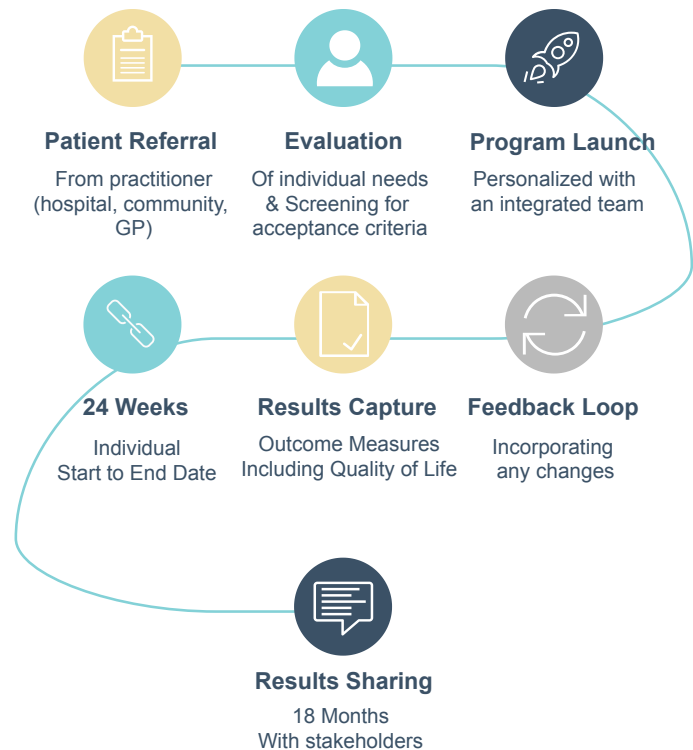 Patient Referral
From practitioner
(hospital, community,
GP)
Evaluation
Of individual needs
& Screening for
acceptance criteria
Program Launch
Personalized with
an integrated team
24 Weeks
Individual
Start to End Date
Results Capture
Outcome Measures
Including Quality of Life
Feedback Loop
Incorporating
any changes
Results Sharing
18 Months
With stakeholders